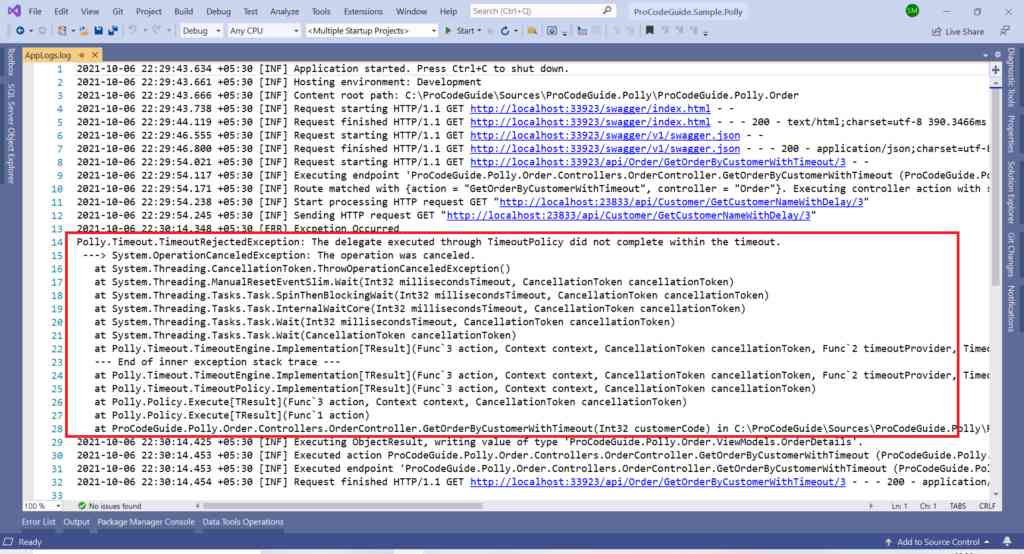 File Edit View Git Project Build Debug Test Analyze Tools Extensions Window Help Search (Ctrl+Q) ProCodeGuide.Sample.Polly SM
Debug Any CPU <Multiple Startup Projects> Start Live Share
AppLogs.log
Toolbox
SQL Server Object Explorer
1 2021-10-06 22:29:43.634 +05:30 [INF] Application started. Press Ctrl+C to shut down.
2 2021-10-06 22:29:43.661 +05:30 [INF] Hosting environment: Development
3 2021-10-06 22:29:43.666 +05:30 [INF] Content root path: C:\ProCodeGuide\Sources\ProCodeGuide.Polly\ProCodeGuide.Polly.Order
4 2021-10-06 22:29:43.738 +05:30 [INF] Request starting HTTP/1.1 GET http://localhost:33923/swagger/index.html - -
5 2021-10-06 22:29:44.119 +05:30 [INF] Request finished HTTP/1.1 GET http://localhost:33923/swagger/index.html - - - 200 - text/html;charset=utf-8 390.3466ms
6 2021-10-06 22:29:46.555 +05:30 [INF] Request starting HTTP/1.1 GET http://localhost:33923/swagger/v1/swagger.json - -
7 2021-10-06 22:29:46.800 +05:30 [INF] Request finished HTTP/1.1 GET http://localhost:33923/swagger/v1/swagger.json - - - 200 - application/json;charset=utf-8
8 2021-10-06 22:29:54.021 +05:30 [INF] Request starting HTTP/1.1 GET http://localhost:33923/api/Order/GetOrderByCustomerWithTimeout/3 - -
9 2021-10-06 22:29:54.117 +05:30 [INF] Executing endpoint 'ProCodeGuide.Polly.Order.Controllers.OrderController.GetOrderByCustomerWithTimeout (ProCodeGuide.Po
10 2021-10-06 22:29:54.171 +05:30 [INF] Route matched with {action = "GetOrderByCustomerWithTimeout", controller = "Order"}. Executing controller action with s
11 2021-10-06 22:29:54.238 +05:30 [INF] Start processing HTTP request GET "http://localhost:23833/api/Customer/GetCustomerNameWithDelay/3"
12 2021-10-06 22:29:54.245 +05:30 [INF] Sending HTTP request GET "http://localhost:23833/api/Customer/GetCustomerNameWithDelay/3"
13 2021-10-06 22:30:14.348 +05:30 [ERR] Excpetion Occurred
14 Polly.Timeout.TimeoutRejectedException: The delegate executed through TimeoutPolicy did not complete within the timeout.
15 ---> System.OperationCanceledException: The operation was canceled.
16 at System.Threading.CancellationToken.ThrowOperationCanceledException()
17 at System.Threading.ManualResetEventSlim.Wait(Int32 millisecondsTimeout, CancellationToken cancellationToken)
18 at System.Threading.Tasks.Task.SpinThenBlockingWait(Int32 millisecondsTimeout, CancellationToken cancellationToken)
19 at System.Threading.Tasks.Task.InternalWaitCore(Int32 millisecondsTimeout, CancellationToken cancellationToken)
20 at System.Threading.Tasks.Task.Wait(Int32 millisecondsTimeout, CancellationToken cancellationToken)
21 at System.Threading.Tasks.Task.Wait(CancellationToken cancellationToken)
22 at Polly.Timeout.TimeoutEngine.Implementation[TResult](Func`3 action, Context context, CancellationToken cancellationToken, Func`2 timeoutProvider, Timeo
23 --- End of inner exception stack trace ---
24 at Polly.Timeout.TimeoutEngine.Implementation[TResult](Func`3 action, Context context, CancellationToken cancellationToken, Func`2 timeoutProvider, Timeo
25 at Polly.Timeout.TimeoutPolicy.Implementation[TResult](Func`3 action, Context context, CancellationToken cancellationToken)
26 at Polly.Policy.Execute[TResult](Func`3 action, Context context, CancellationToken cancellationToken)
27 at Polly.Policy.Execute[TResult](Func`1 action)
28 at ProCodeGuide.Polly.Order.Controllers.OrderController.GetOrderByCustomerWithTimeout(Int32 customerCode) in C:\ProCodeGuide\Sources\ProCodeGuide.Polly\P
29 2021-10-06 22:30:14.425 +05:30 [INF] Executing ObjectResult, writing value of type 'ProCodeGuide.Polly.Order.ViewModels.OrderDetails'.
30 2021-10-06 22:30:14.453 +05:30 [INF] Executed action ProCodeGuide.Polly.Order.Controllers.OrderController.GetOrderByCustomerWithTimeout (ProCodeGuide.Polly.
31 2021-10-06 22:30:14.453 +05:30 [INF] Executed endpoint 'ProCodeGuide.Polly.Order.Controllers.OrderController.GetOrderByCustomerWithTimeout (ProCodeGuide.Pol
32 2021-10-06 22:30:14.454 +05:30 [INF] Request finished HTTP/1.1 GET http://localhost:33923/api/Order/GetOrderByCustomerWithTimeout/3 - - - 200 - application/
33
Diagnostic Tools
Properties
Solution Explorer
Git Changes
Notifications
100 % No issues found Ln: 1 Ch: 1 TABS CRLF
Error List Output Package Manager Console Data Tools Operations
Ready Add to Source Control